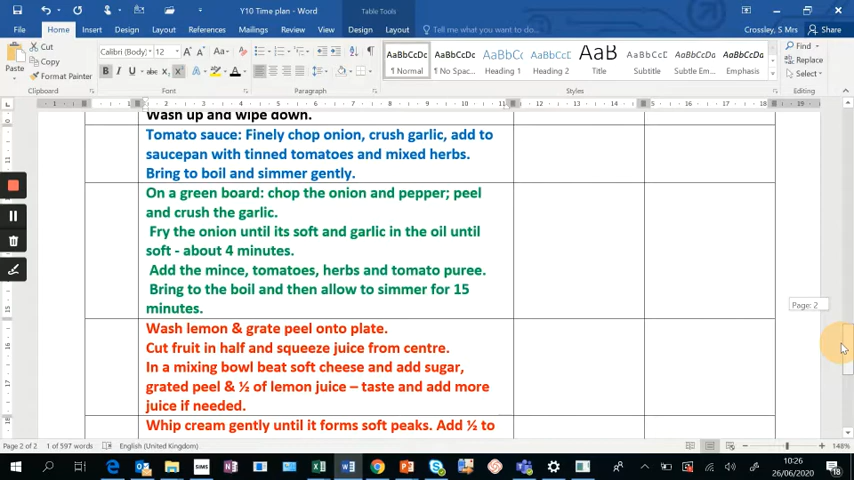 Y10 Time plan - Word
Table Tools
Crossley, S Mrs
Share
File
Home
Insert
Design
Layout
References
Mailings
Review
View
Design
Layout
Tell me what you want to do...
Paste
Cut
Copy
Format Painter
Clipboard
Calibri (Body)
12
Font
Paragraph
AaBbCcDc
¶ Normal
AaBbCcDc
¶ No Spac...
AaBbCc
Heading 1
AaBbCc
Heading 2
AaB
Title
AaBbCcD
Subtitle
AaBbCcDc
Subtle Em...
AaBbCcDc
Emphasis
Styles
Find
Replace
Select
Editing
Wash up and wipe down.
Tomato sauce: Finely chop onion, crush garlic, add to
saucepan with tinned tomatoes and mixed herbs.
Bring to boil and simmer gently.
On a green board: chop the onion and pepper; peel
and crush the garlic.
Fry the onion until its soft and garlic in the oil until
soft - about 4 minutes.
Add the mince, tomatoes, herbs and tomato puree.
Bring to the boil and then allow to simmer for 15
minutes.
Wash lemon & grate peel onto plate.
Cut fruit in half and squeeze juice from centre.
In a mixing bowl beat soft cheese and add sugar,
grated peel & ½ of lemon juice – taste and add more
juice if needed.
Whip cream gently until it forms soft peaks. Add ½ to
Page: 2
Page 2 of 2
1 of 597 words
English (United Kingdom)
148%
SIMS
10:26
26/06/2020
18